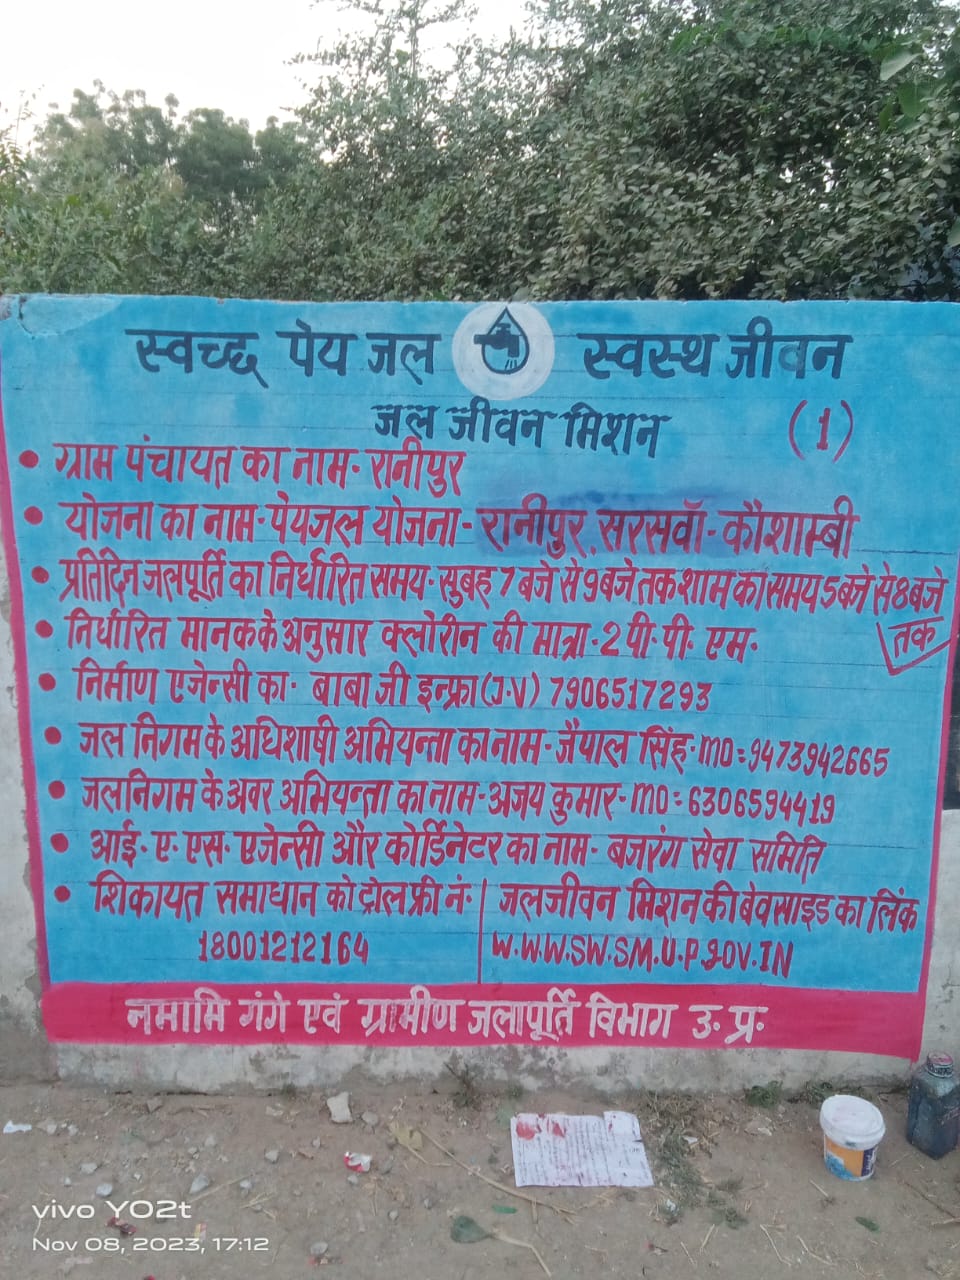 स्वच्छ पेय जल स्वस्थ जीवन
जल जीवन मिशन (1)
• ग्राम पंचायत का नाम- रानीपुर
• योजना का नाम-पेयजल योजना- रानीपुर, सरसवॉ-कौशाम्बी
• प्रतिदिन जलपूर्ति का निर्धारित समय- सुबह 7 बजे से 9 बजे तक शाम का समय 5 बजे से 8 बजे
तक
• निर्धारित मानक के अनुसार क्लोरीन की मात्रा-2 पी॰ पी॰ एम॰
• निर्माण एजेन्सी का- बाबा जी इन्फ्रा (J.V) 7906517293
• जल निगम के अधिशाषी अभियन्ता का नाम- जैपाल सिंह- mo=9473942665
• जलनिगम के अवर अभियन्ता का नाम-अजय कुमार- mo= 6306594419
• आई॰ ए॰ एस॰ एजेन्सी और कोर्डिनेटर का नाम- बजरंग सेवा समिति
• शिकायत समाधान को ट्रोल फ्री नं॰
18001212164
जलजीवन मिशन की बेवसाइड का लिंक
W.W.W.SW.SM.U.P.GOV.IN
नमामि गंगे एवं ग्रामीण जलापूर्ति विभाग उ॰ प्र॰
vivo Y02t
Nov 08, 2023, 17:12